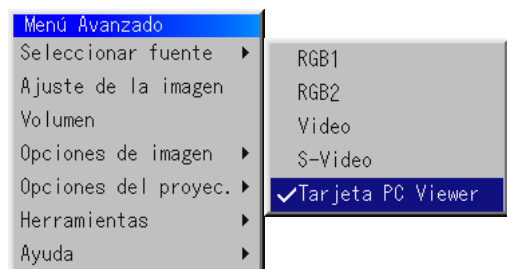 Menú Avanzado
Seleccionar fuente
Ajuste de la imagen
Volumen
Opciones de imagen
Opciones del proyec.
Herramientas
Ayuda
RGB1
RGB2
Video
S-Video
Tarjeta PC Viewer